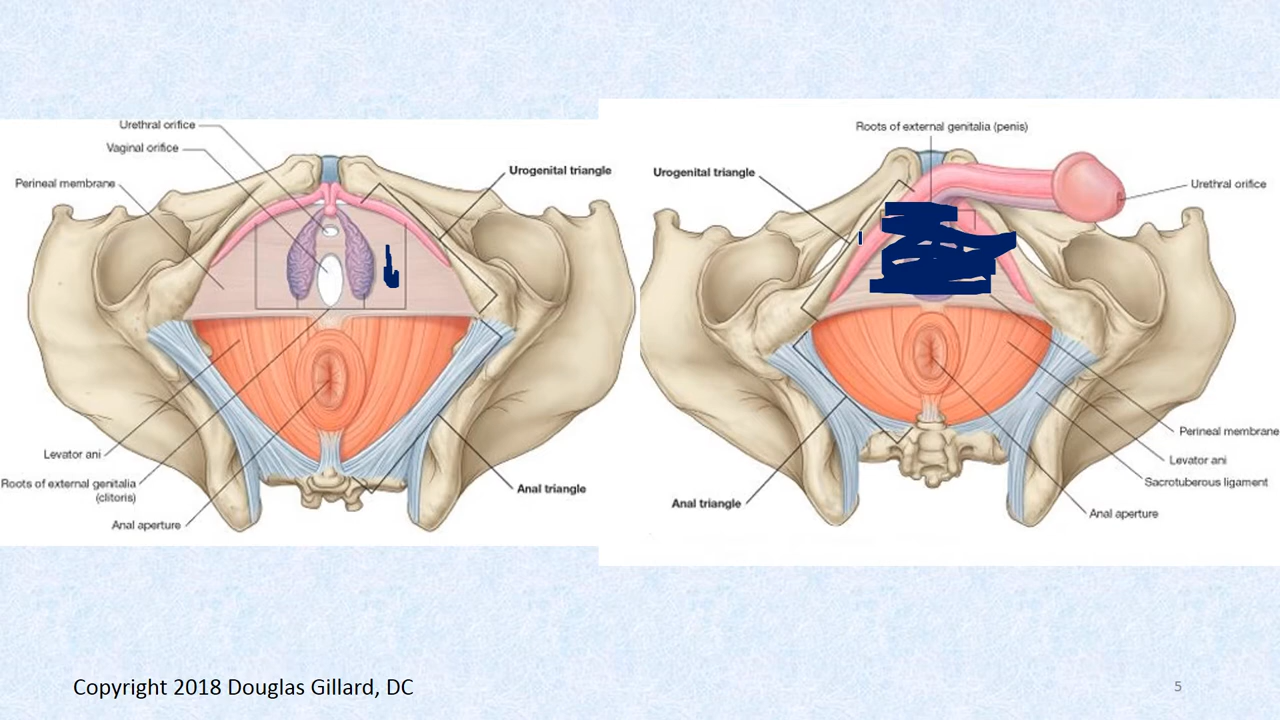 Urethral orifice
Vaginal orifice
Perineal membrane
Urogenital triangle
Levator ani
Roots of external genitalia
(clitoris)
Anal aperture
Anal triangle
Roots of external genitalia (penis)
Urogenital triangle
Urethral orifice
Perineal membrane
Levator ani
Sacrotuberous ligament
Anal triangle
Anal aperture
Copyright 2018 Douglas Gillard, DC
5